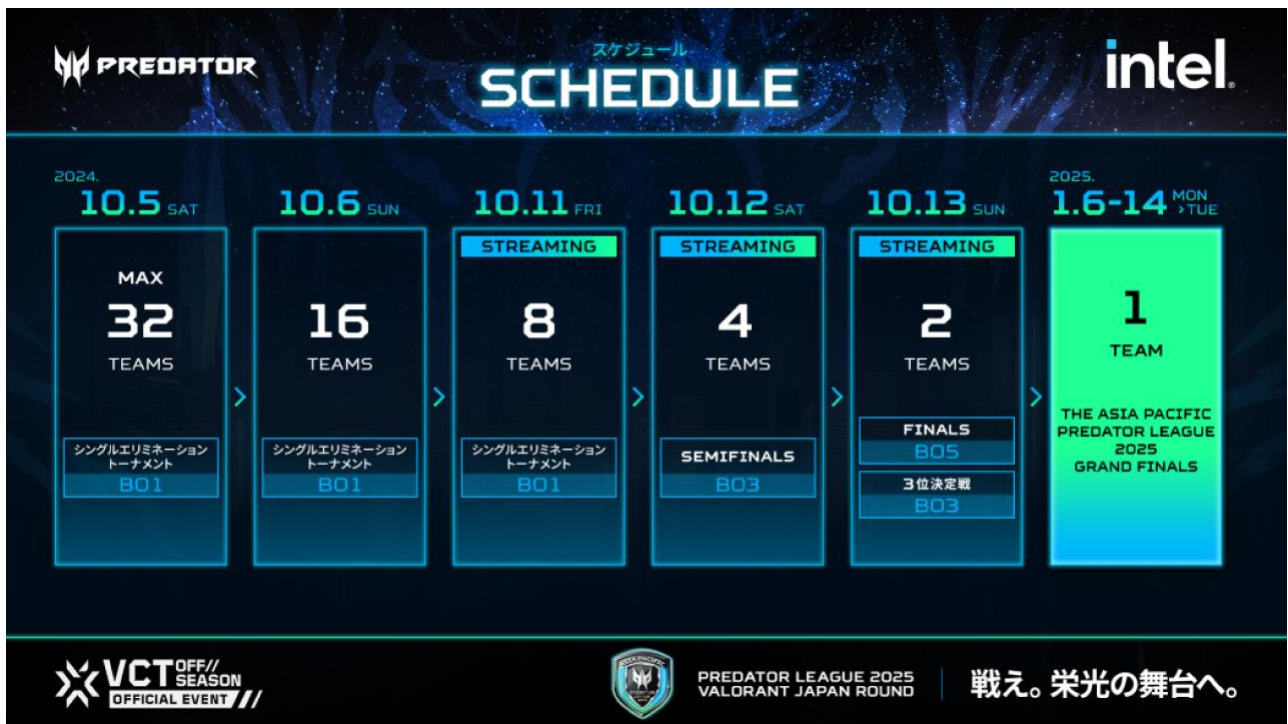 PREDATOR
スケジュール
SCHEDULE
intel.
2024.
10.5 SAT
10.6 SUN
10.11 FRI
10.12 SAT
10.13 SUN
2025.
1.6-14 MON
>TUE
MAX
32
TEAMS
シングルエリミネーション
トーナメント
BO1
16
TEAMS
シングルエリミネーション
トーナメント
BO1
STREAMING
8
TEAMS
シングルエリミネーション
トーナメント
BO1
STREAMING
4
TEAMS
SEMIFINALS
BO3
STREAMING
2
TEAMS
FINALS
BO5
3位決定戦
BO3
1
TEAM
THE ASIA PACIFIC
PREDATOR LEAGUE
2025
GRAND FINALS
VCT OFF//
SEASON
OFFICIAL EVENT
ASIA PACIFIC
PREDATOR LEAGUE 2025
VALORANT JAPAN ROUND
戦え。栄光の舞台へ。